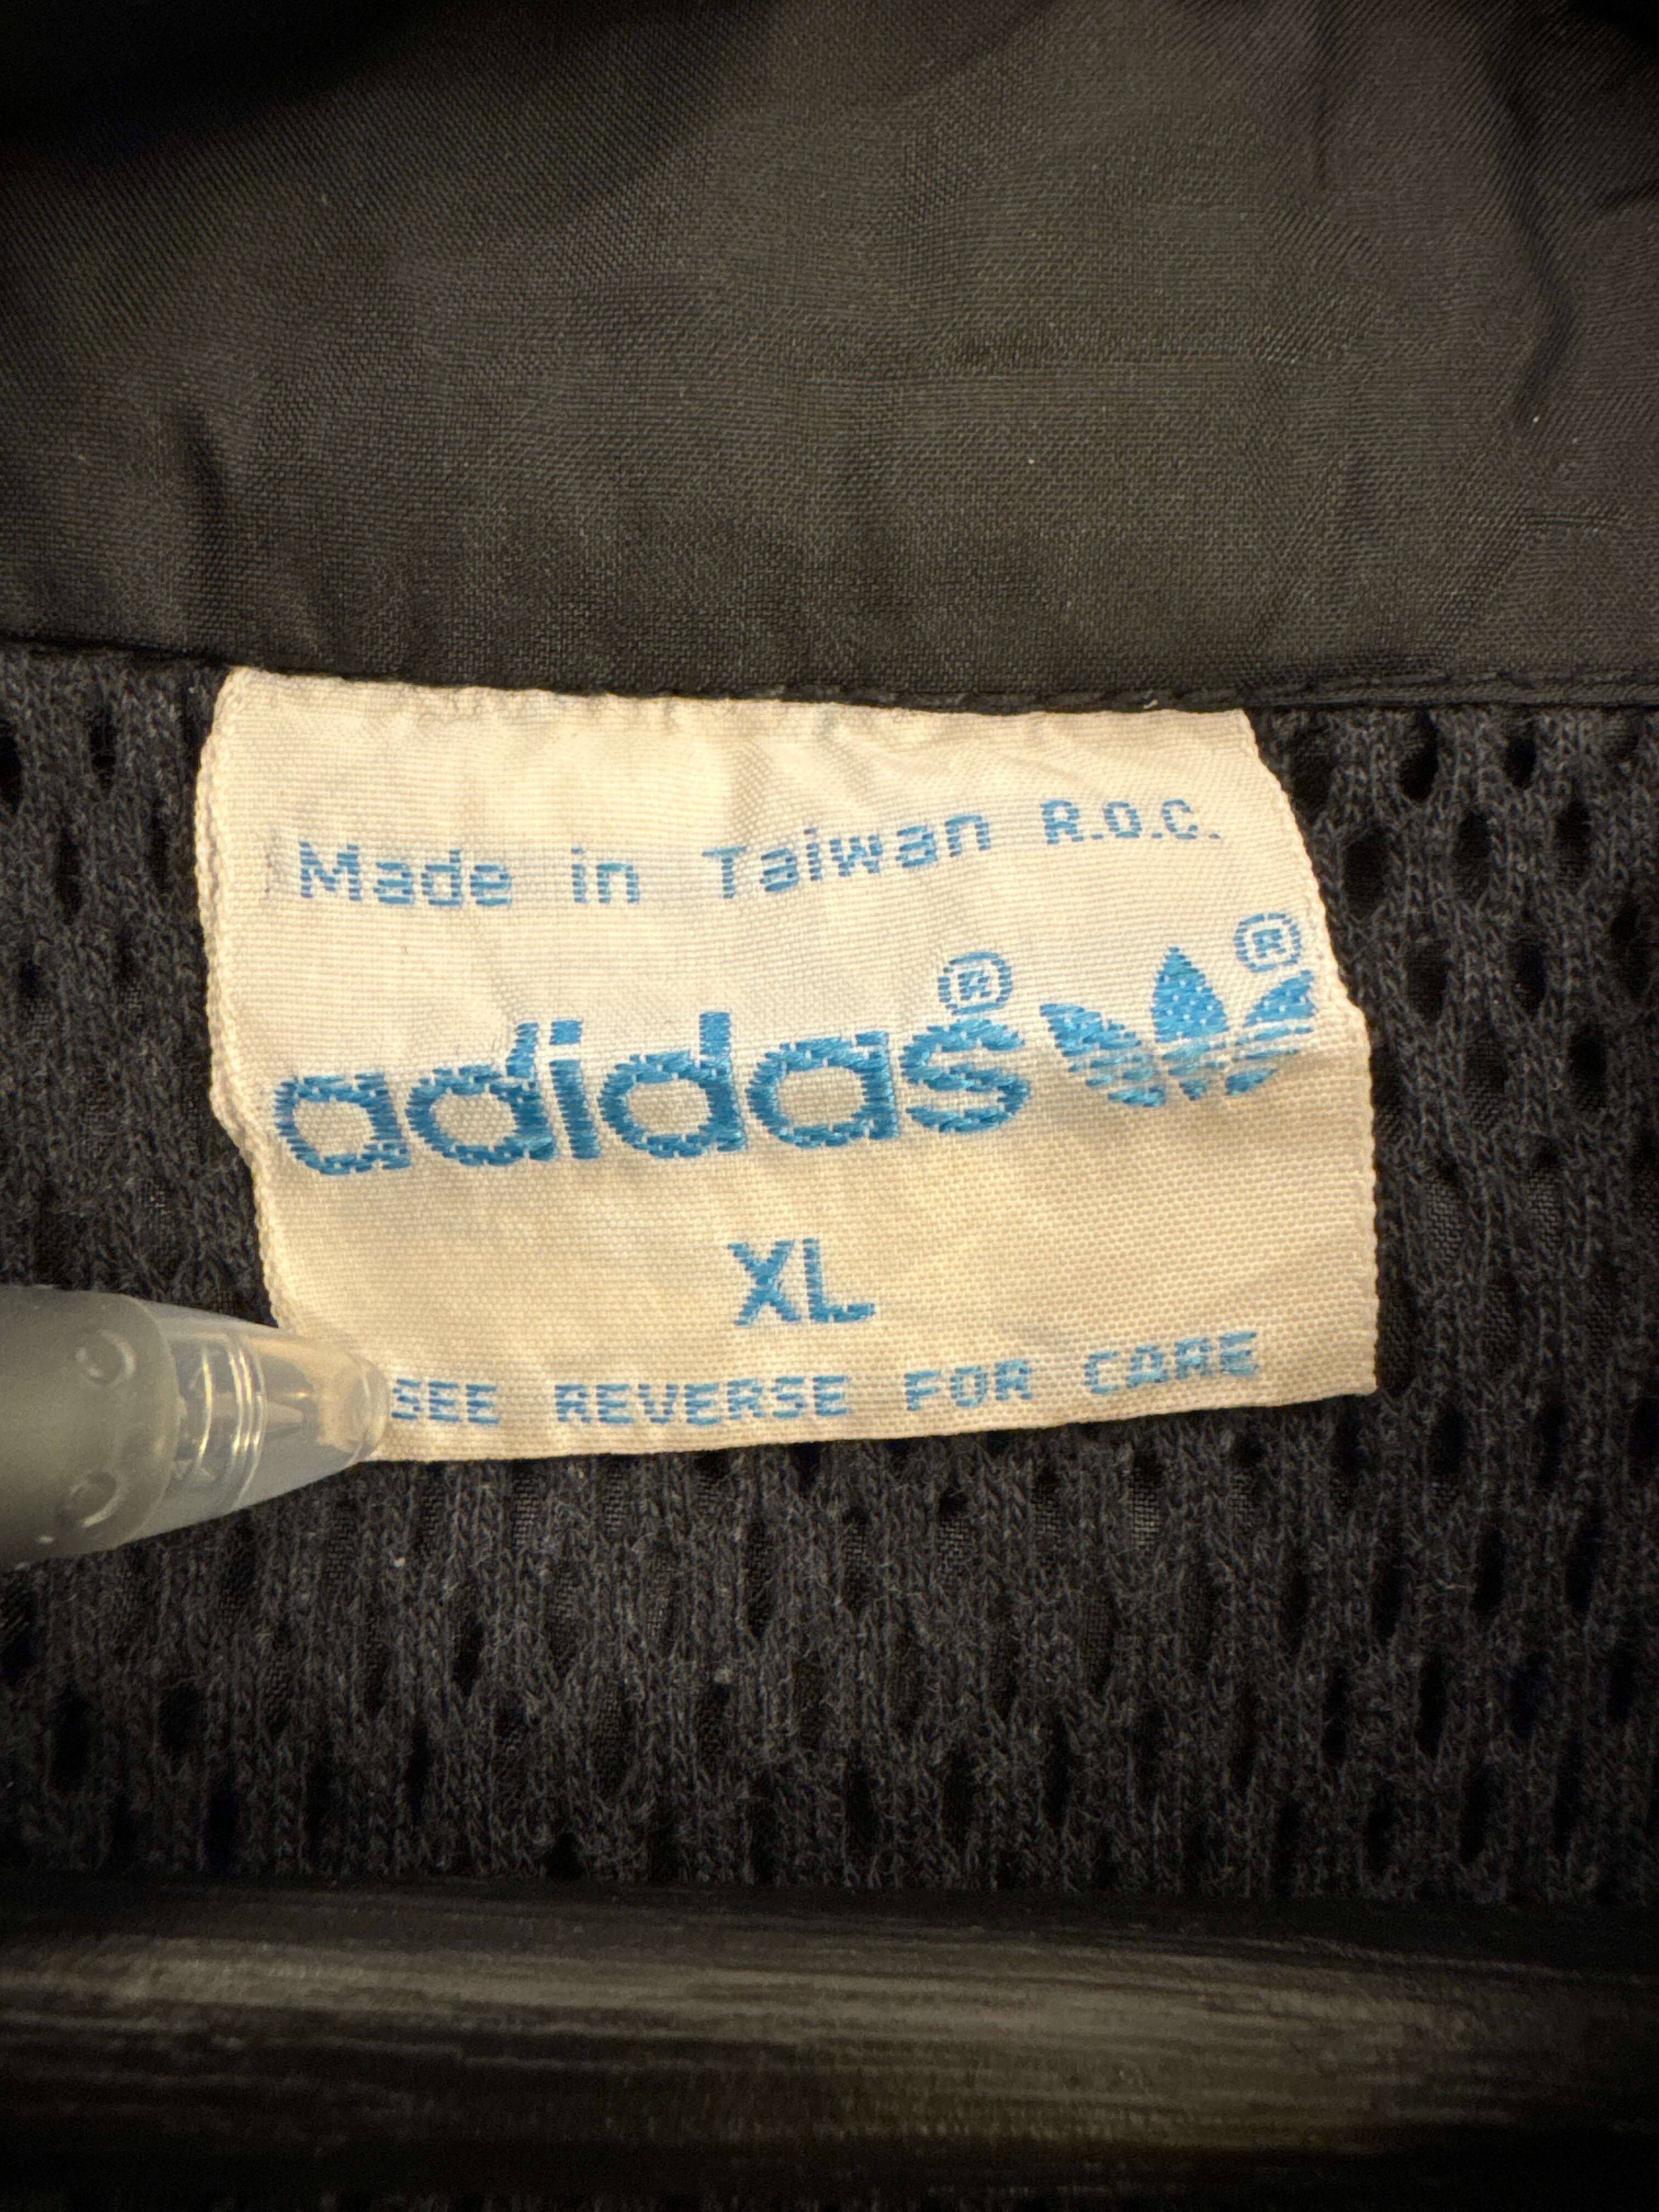 Made in Taiwan R.O.C.
adidas® ®
XL
SEE REVERSE FOR CARE